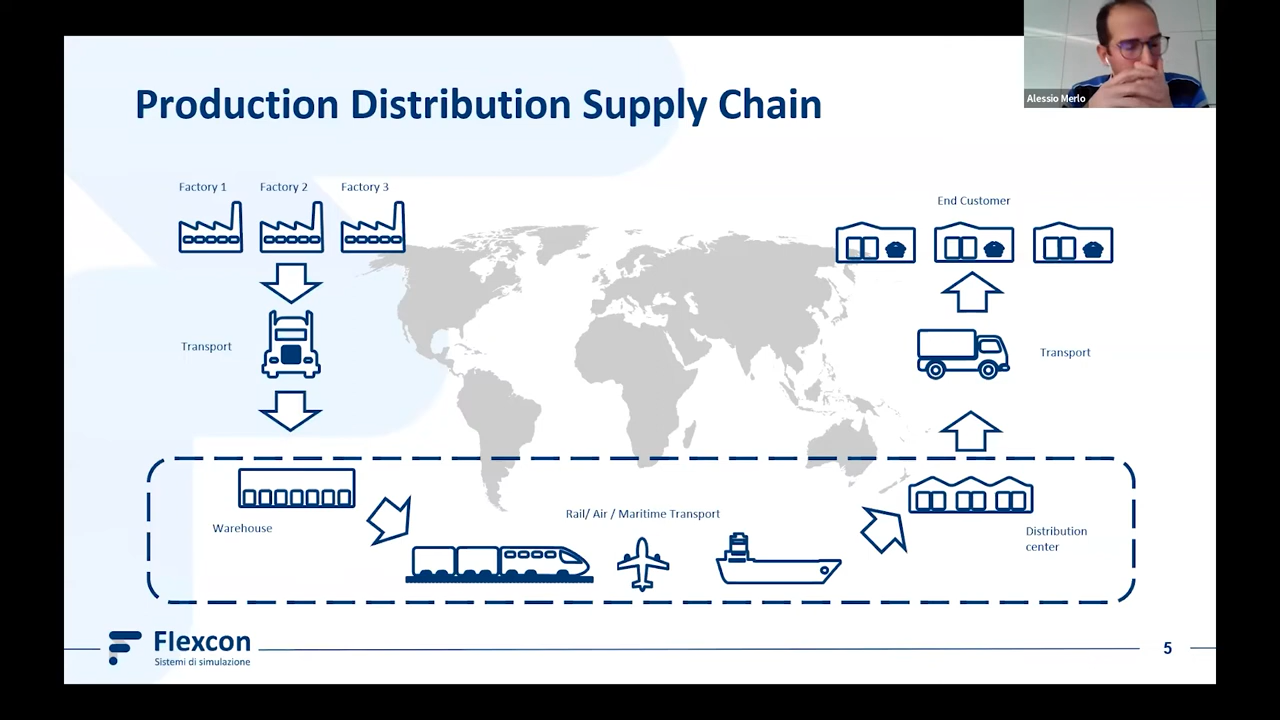 Alessio Merlo
Production Distribution Supply Chain
Factory 1
Factory 2
Factory 3
End Customer
Transport
Transport
Warehouse
Rail/ Air / Maritime Transport
Distribution
center
Flexcon
Sistemi di simulazione
5